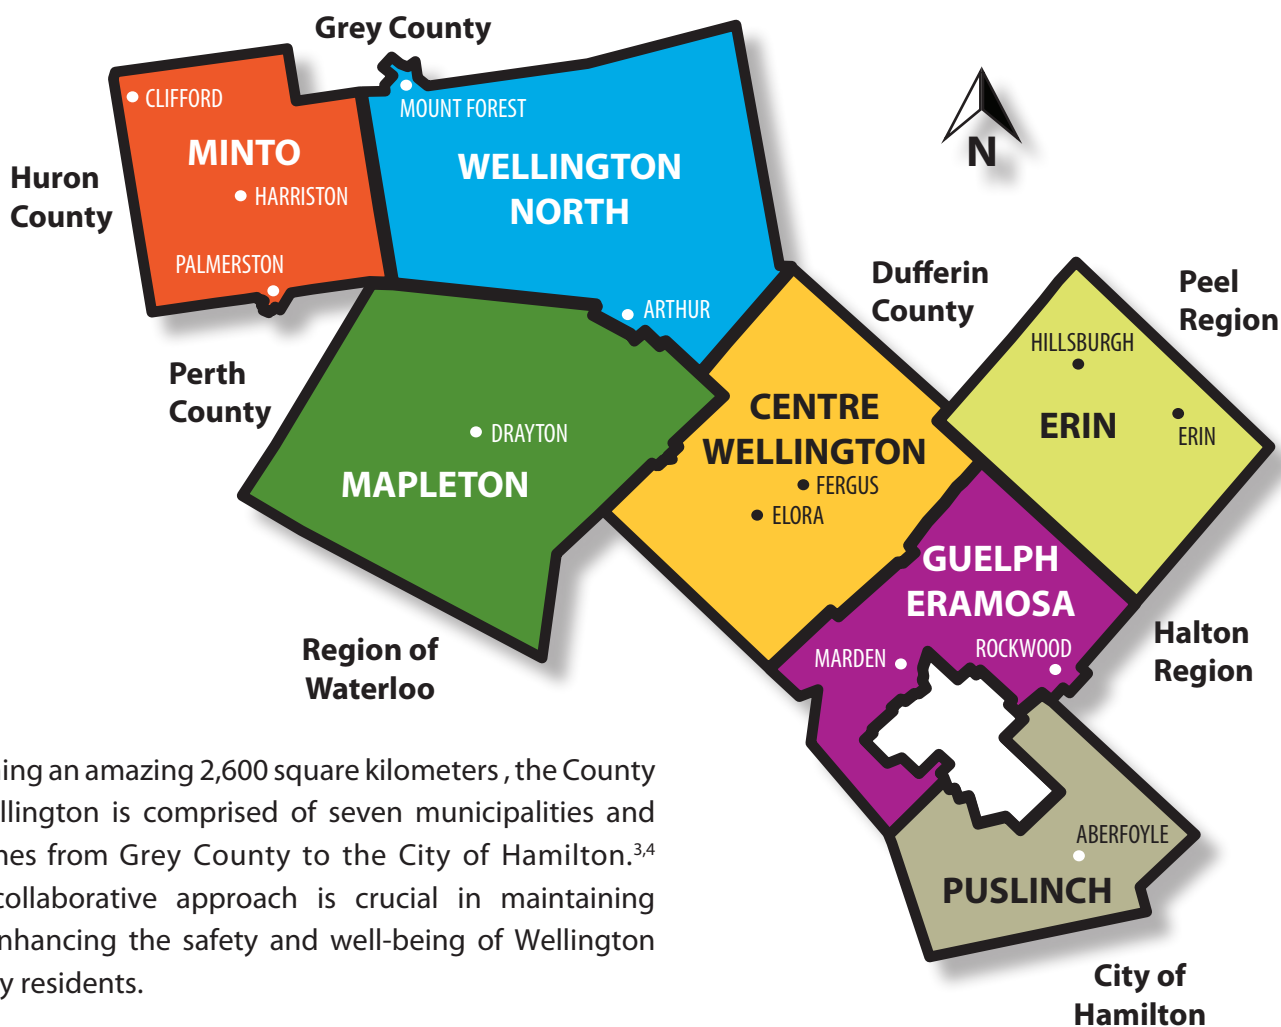 Grey County
CLIFFORD
MOUNT FOREST
MINTO
WELLINGTON
NORTH
N
Huron
County
HARRISTON
PALMERSTON
ARTHUR
Dufferin
County
Peel
Region
HILLSBURGH
ERIN
ERIN
Perth
County
CENTRE
WELLINGTON
DRAYTON
MAPLETON
FERGUS
ELORA
GUELPH
ERAMOSA
MARDEN
ROCKWOOD
Halton
Region
Region of
Waterloo
ing an amazing 2,600 square kilometers , the County
llington is comprised of seven municipalities and
nes from Grey County to the City of Hamilton.3,4
collaborative approach is crucial in maintaining
nhancing the safety and well-being of Wellington
y residents.
ABERFOYLE
PUSLINCH
City of
Hamilton